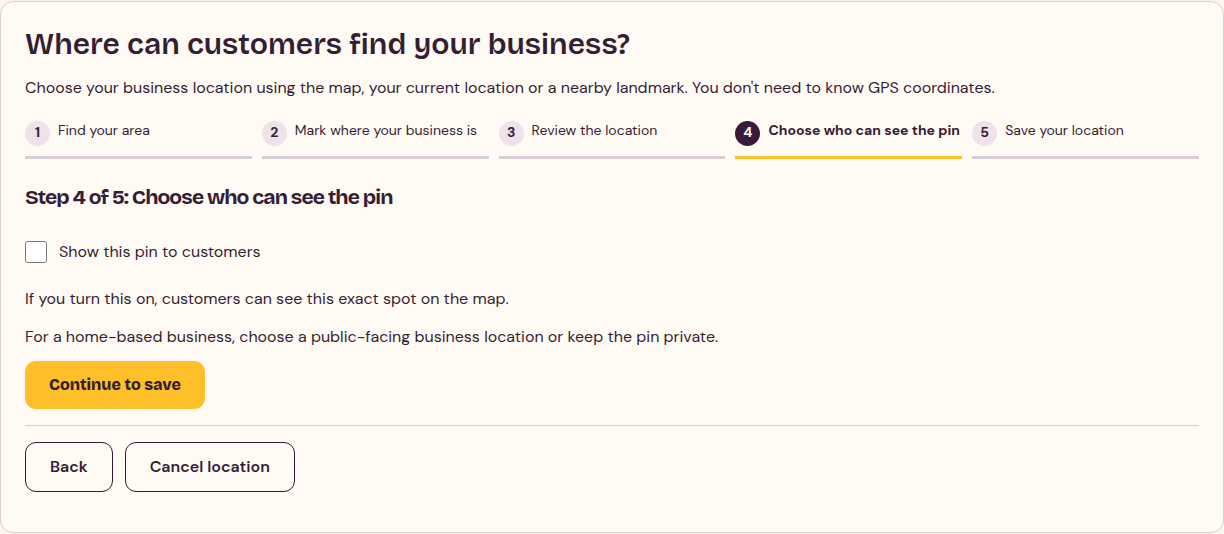 Where can customers find your business?
Choose your business location using the map, your current location or a nearby landmark. You don't need to know GPS coordinates.
1 Find your area
2 Mark where your business is
3 Review the location
4 Choose who can see the pin
5 Save your location
Step 4 of 5: Choose who can see the pin
Show this pin to customers
If you turn this on, customers can see this exact spot on the map.
For a home-based business, choose a public-facing business location or keep the pin private.
Continue to save
Back
Cancel location